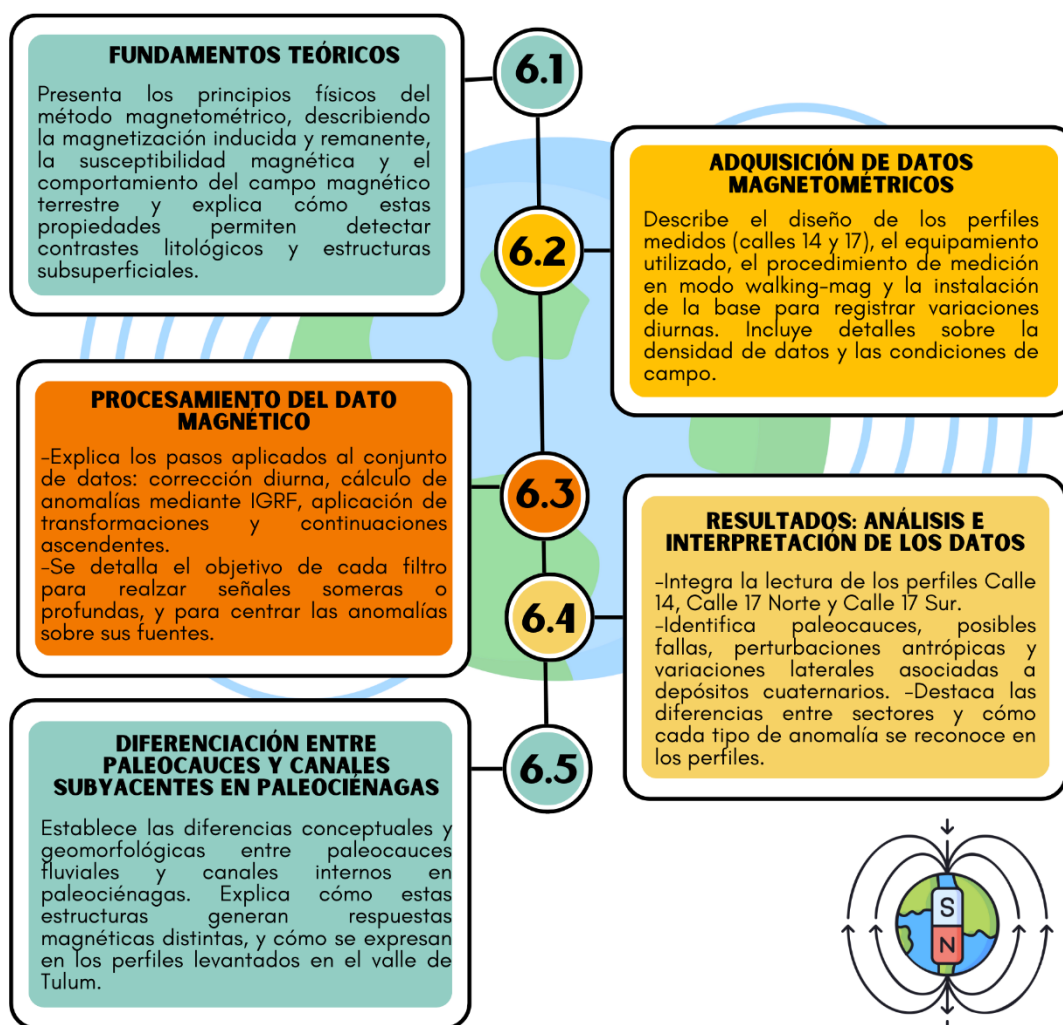 FUNDAMENTOS TEÓRICOS
Presenta los principios físicos del
método magnetométrico, describiendo
la magnetización inducida y remanente,
la susceptibilidad magnética y el
comportamiento del campo magnético
terrestre y explica cómo estas
propiedades permiten detectar
contrastes litológicos y estructuras
subsuperficiales.
6.1
ADQUISICIÓN DE DATOS
MAGNETOMÉTRICOS
Describe el diseño de los perfiles
medidos (calles 14 y 17), el equipamiento
utilizado, el procedimiento de medición
en modo walking-mag y la instalación
de la base para registrar variaciones
diurnas. Incluye detalles sobre la
densidad de datos y las condiciones de
campo.
6.2
PROCESAMIENTO DEL DATO
MAGNÉTICO
-Explica los pasos aplicados al conjunto
de datos: corrección diurna, cálculo de
anomalías mediante IGRF, aplicación de
transformaciones y continuaciones
ascendentes.
-Se detalla el objetivo de cada filtro
para realzar señales someras o
profundas, y para centrar las anomalías
sobre sus fuentes.
6.3
RESULTADOS: ANÁLISIS E
INTERPRETACIÓN DE LOS DATOS
-Integra la lectura de los perfiles Calle
14, Calle 17 Norte y Calle 17 Sur.
-Identifica paleocauces, posibles
fallas, perturbaciones antrópicas y
variaciones laterales asociadas a
depósitos cuaternarios. -Destaca las
diferencias entre sectores y cómo
cada tipo de anomalía se reconoce en
los perfiles.
6.4
DIFERENCIACIÓN ENTRE
PALEOCAUCES Y CANALES
SUBYACENTES EN PALEOCIÉNAGAS
Establece las diferencias conceptuales y
geomorfológicas entre paleocauces
fluviales y canales internos en
paleociénagas. Explica cómo estas
estructuras generan respuestas
magnéticas distintas, y cómo se expresan
en los perfiles levantados en el valle de
Tulum.
6.5
S
N